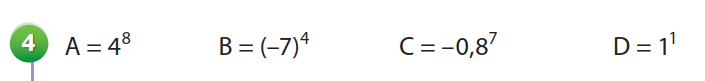 4 A = 4⁸ B = (–7)⁴ C = –0,8⁷ D = 1¹